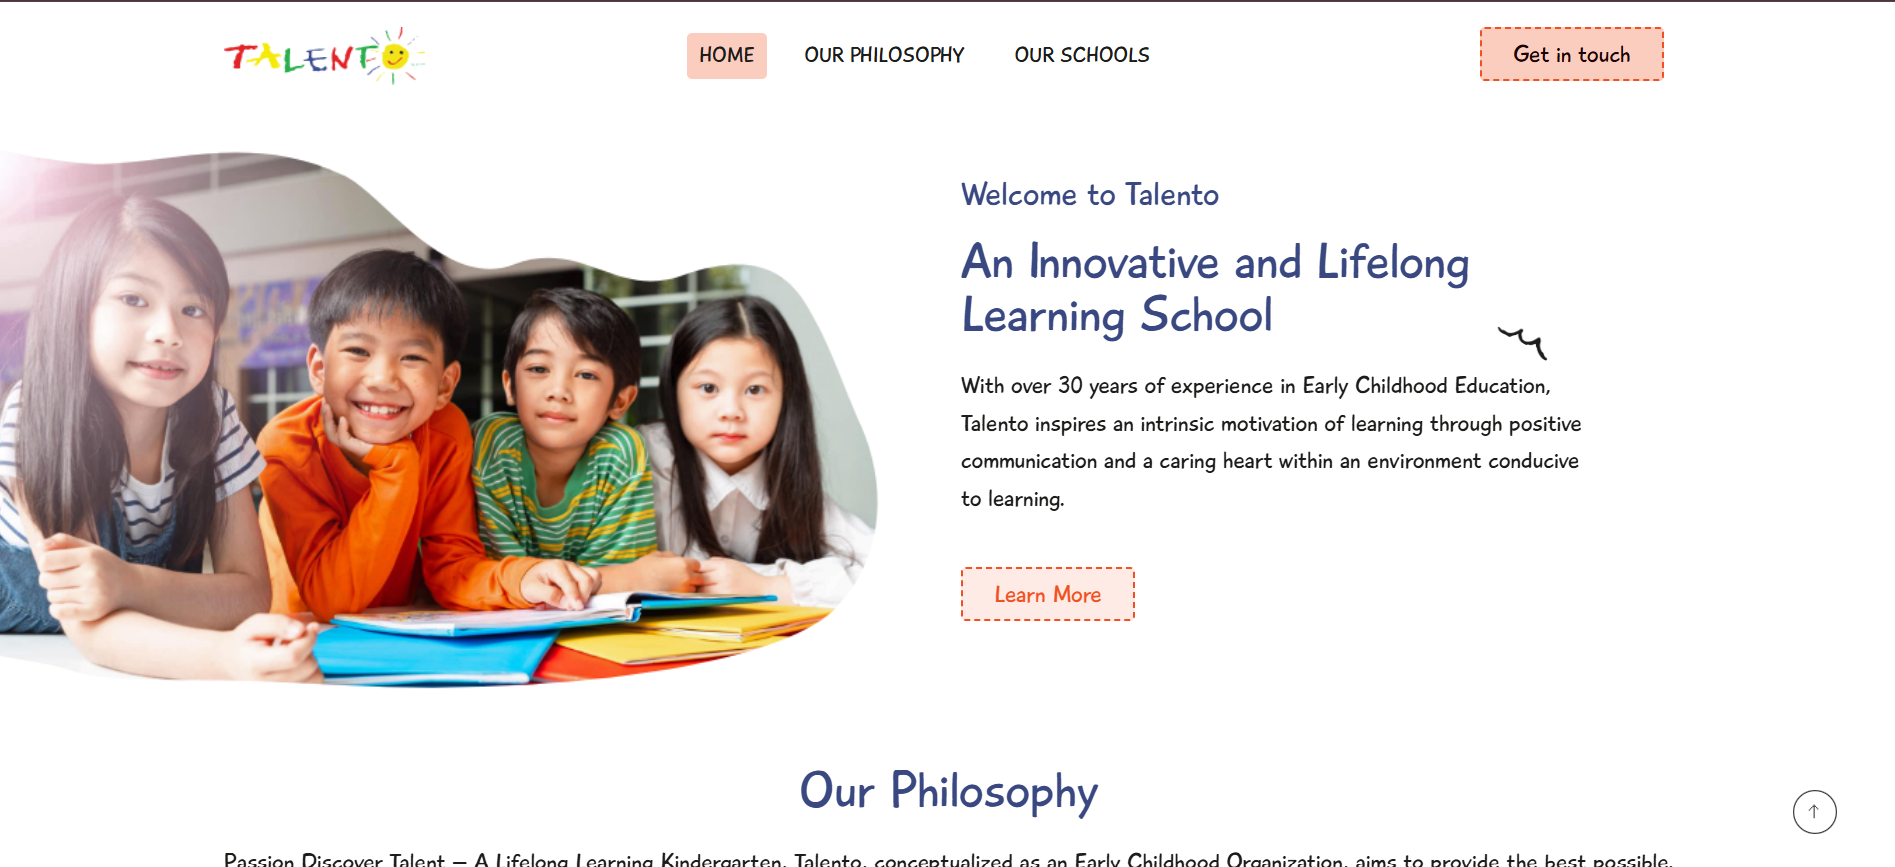 TALENTO
HOME
OUR PHILOSOPHY
OUR SCHOOLS
Get in touch
Welcome to Talento
An Innovative and Lifelong
Learning School
With over 30 years of experience in Early Childhood Education,
Talento inspires an intrinsic motivation of learning through positive
communication and a caring heart within an environment conducive
to learning.
Learn More
Our Philosophy
Passion Discover Talent – A Lifelong Learning Kindergarten. Talento, conceptualized as an Early Childhood Organization, aims to provide the best possible,